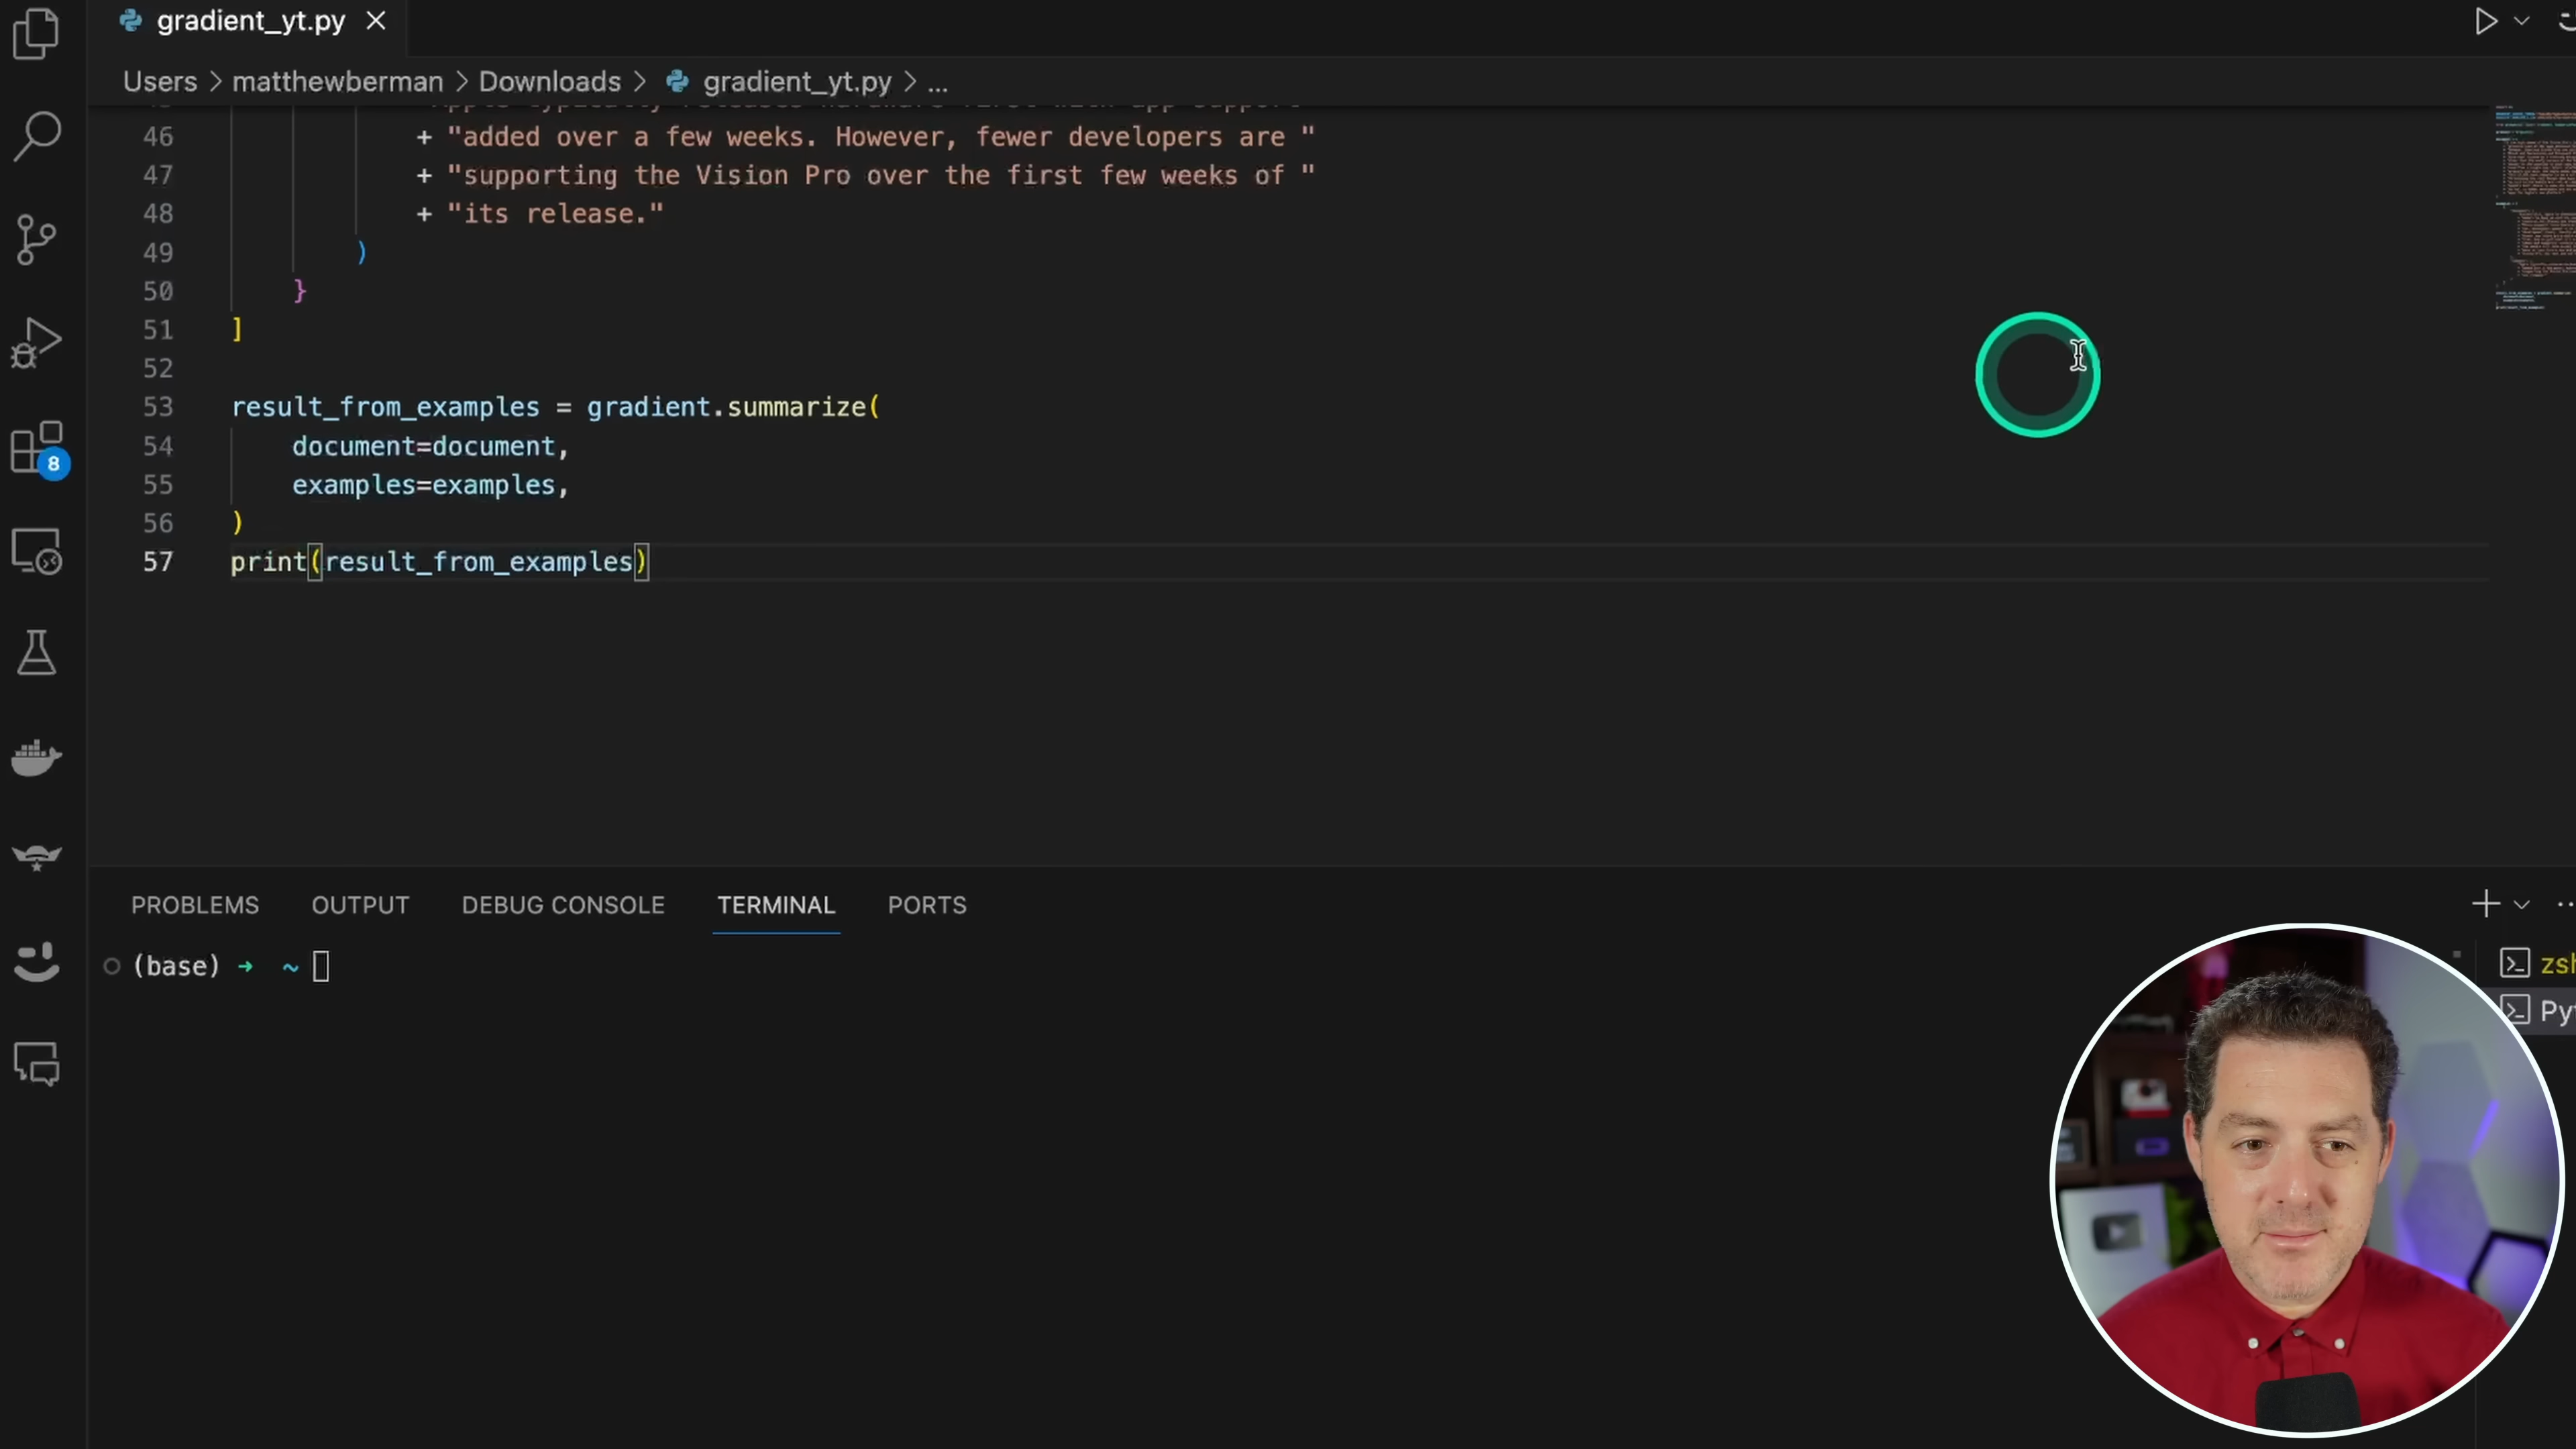 gradient_yt.py
Users > matthewberman > Downloads > gradient_yt.py > ...
46 + "added over a few weeks. However, fewer developers are "
47 + "supporting the Vision Pro over the first few weeks of "
48 + "its release."
49 )
50 }
51 ]
52
53 result_from_examples = gradient.summarize(
54 document=document,
55 examples=examples,
56 )
57 print(result_from_examples)
8
PROBLEMS OUTPUT DEBUG CONSOLE TERMINAL PORTS
(base) → ~
zsh
Py